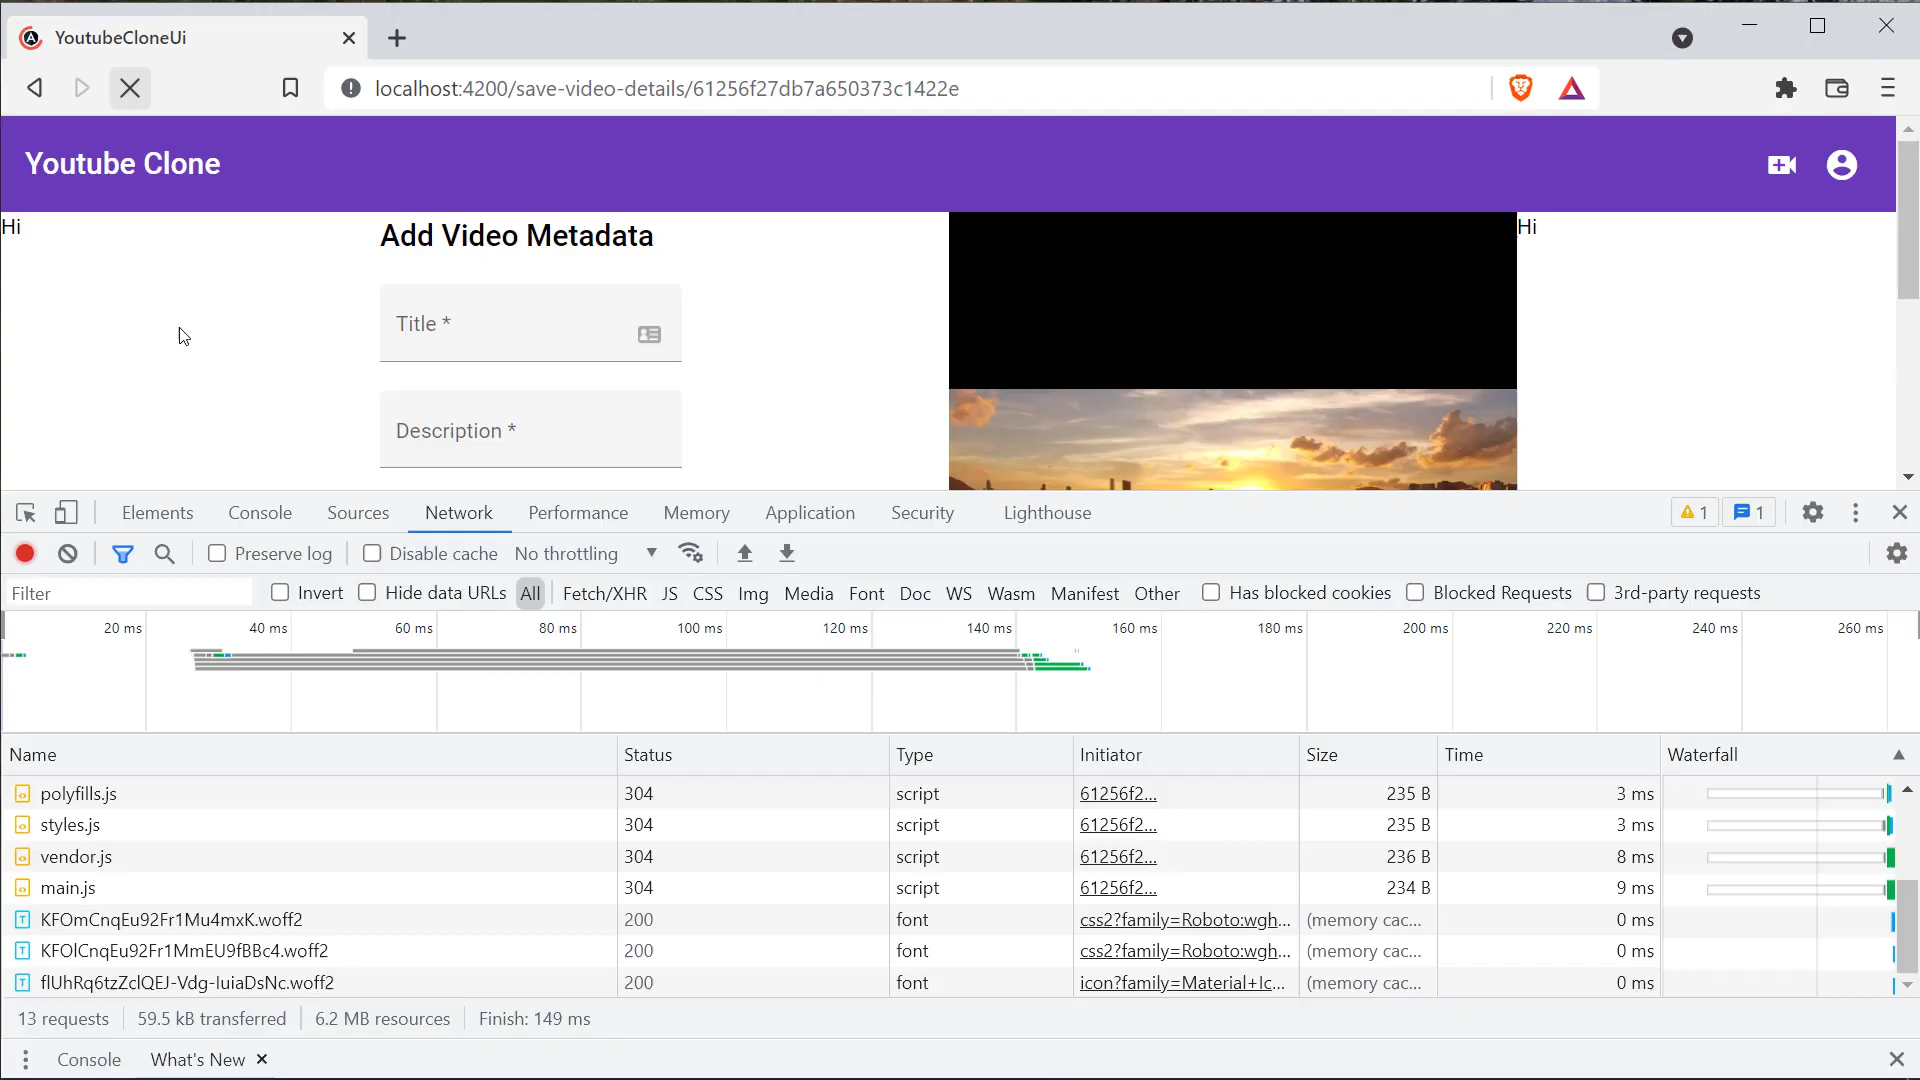 YoutubeCloneUi
localhost:4200/save-video-details/61256f27db7a650373c1422e
Youtube Clone
Hi
Add Video Metadata
Hi
Title *
Description *
Elements Console Sources Network Performance Memory Application Security Lighthouse 1 1
Preserve log Disable cache No throttling
Filter Invert Hide data URLs All Fetch/XHR JS CSS Img Media Font Doc WS Wasm Manifest Other Has blocked cookies Blocked Requests 3rd-party requests
20 ms 40 ms 60 ms 80 ms 100 ms 120 ms 140 ms 160 ms 180 ms 200 ms 220 ms 240 ms 260 ms
Name Status Type Initiator Size Time Waterfall
polyfills.js 304 script 61256f2... 235 B 3 ms
styles.js 304 script 61256f2... 235 B 3 ms
vendor.js 304 script 61256f2... 236 B 8 ms
main.js 304 script 61256f2... 234 B 9 ms
KFOmCnqEu92Fr1Mu4mxK.woff2 200 font css2?family=Roboto:wgh... (memory cac... 0 ms
KFOlCnqEu92Fr1MmEU9fBBc4.woff2 200 font css2?family=Roboto:wgh... (memory cac... 0 ms
flUhRq6tzZclQEJ-Vdg-IuiaDsNc.woff2 200 font icon?family=Material+Ic... (memory cac... 0 ms
13 requests 59.5 kB transferred 6.2 MB resources Finish: 149 ms
Console What's New